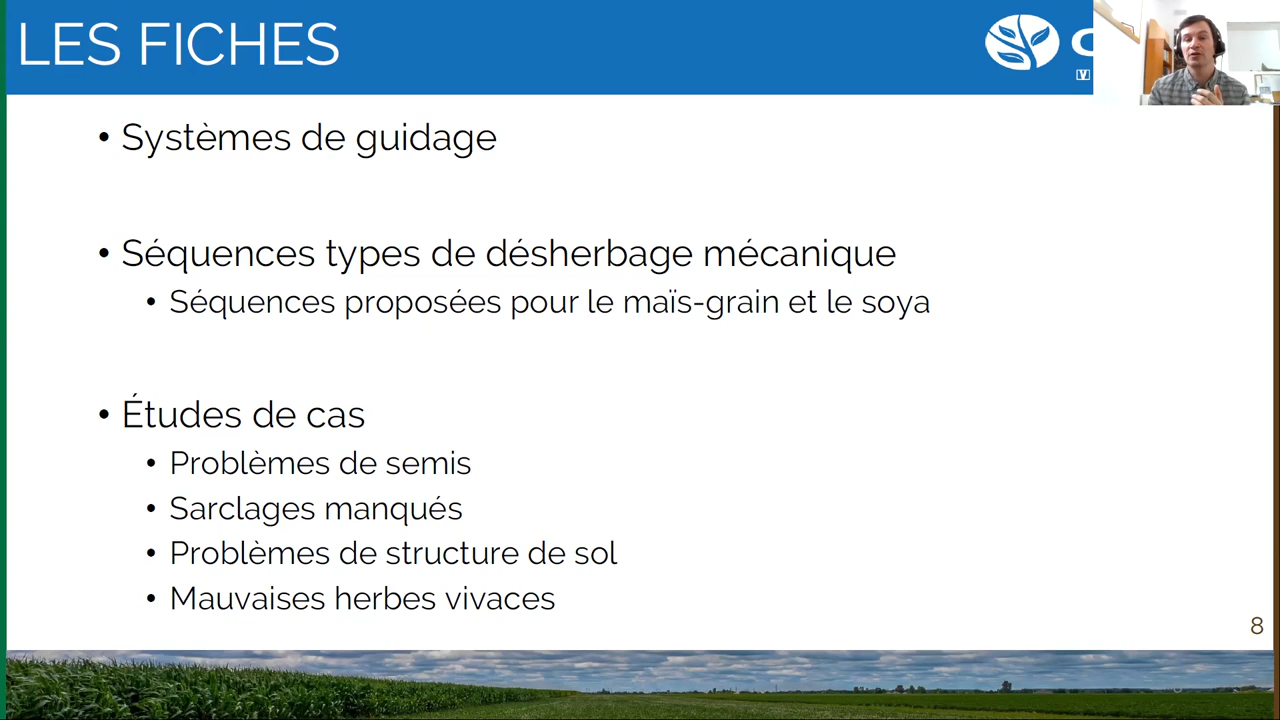 LES FICHES
• Systèmes de guidage
• Séquences types de désherbage mécanique
• Séquences proposées pour le maïs-grain et le soya
• Études de cas
• Problèmes de semis
• Sarclages manqués
• Problèmes de structure de sol
• Mauvaises herbes vivaces
8